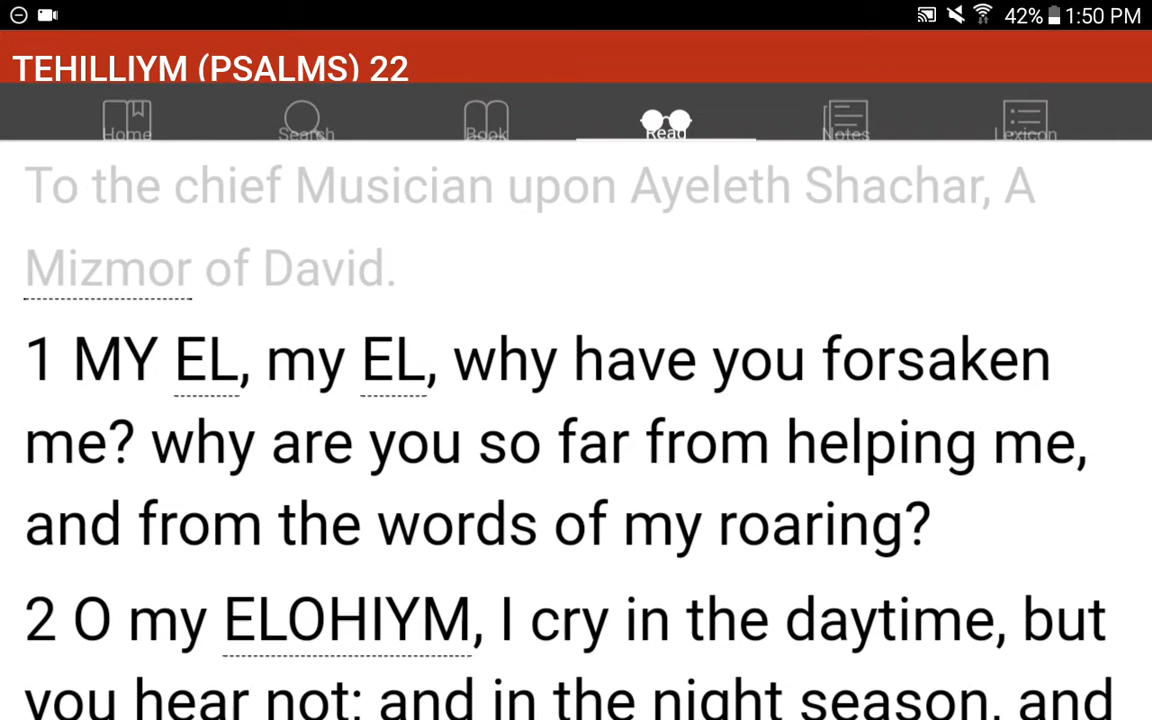 42% 1:50 PM
TEHILLIYM (PSALMS) 22
Home Search Book Read Notes Lexicon
To the chief Musician upon Ayeleth Shachar, A
Mizmor of David.
1 MY EL, my EL, why have you forsaken
me? why are you so far from helping me,
and from the words of my roaring?
2 O my ELOHIYM, I cry in the daytime, but
you hear not; and in the night season, and